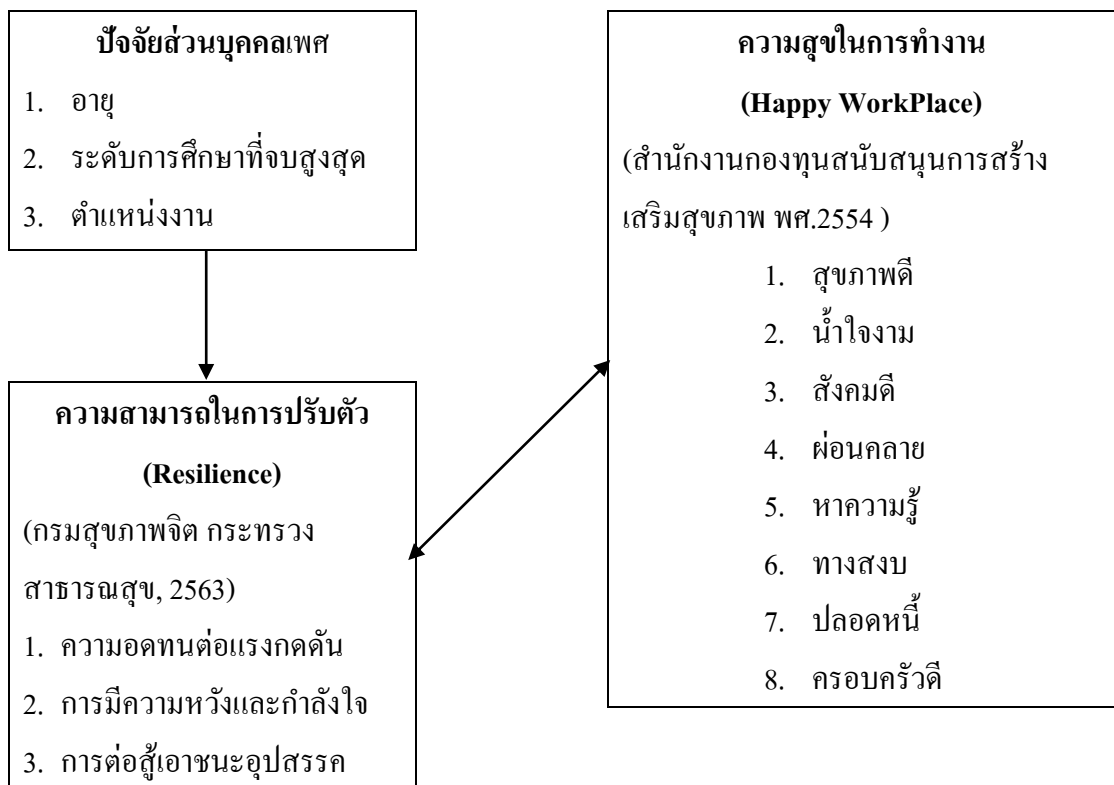 ปัจจัยส่วนบุคคลเพศ
1. อายุ
2. ระดับการศึกษาที่จบสูงสุด
3. ตำแหน่งงาน
ความสามารถในการปรับตัว
(Resilience)
(กรมสุขภาพจิต กระทรวง
สาธารณสุข, 2563)
1. ความอดทนต่อแรงกดดัน
2. การมีความหวังและกำลังใจ
3. การต่อสู้เอาชนะอุปสรรค
ความสุขในการทำงาน
(Happy WorkPlace)
(สำนักงานกองทุนสนับสนุนการสร้าง
เสริมสุขภาพ พศ.2554 )
1. สุขภาพดี
2. น้ำใจงาม
3. สังคมดี
4. ผ่อนคลาย
5. หาความรู้
6. ทางสงบ
7. ปลอดหนี้
8. ครอบครัวดี